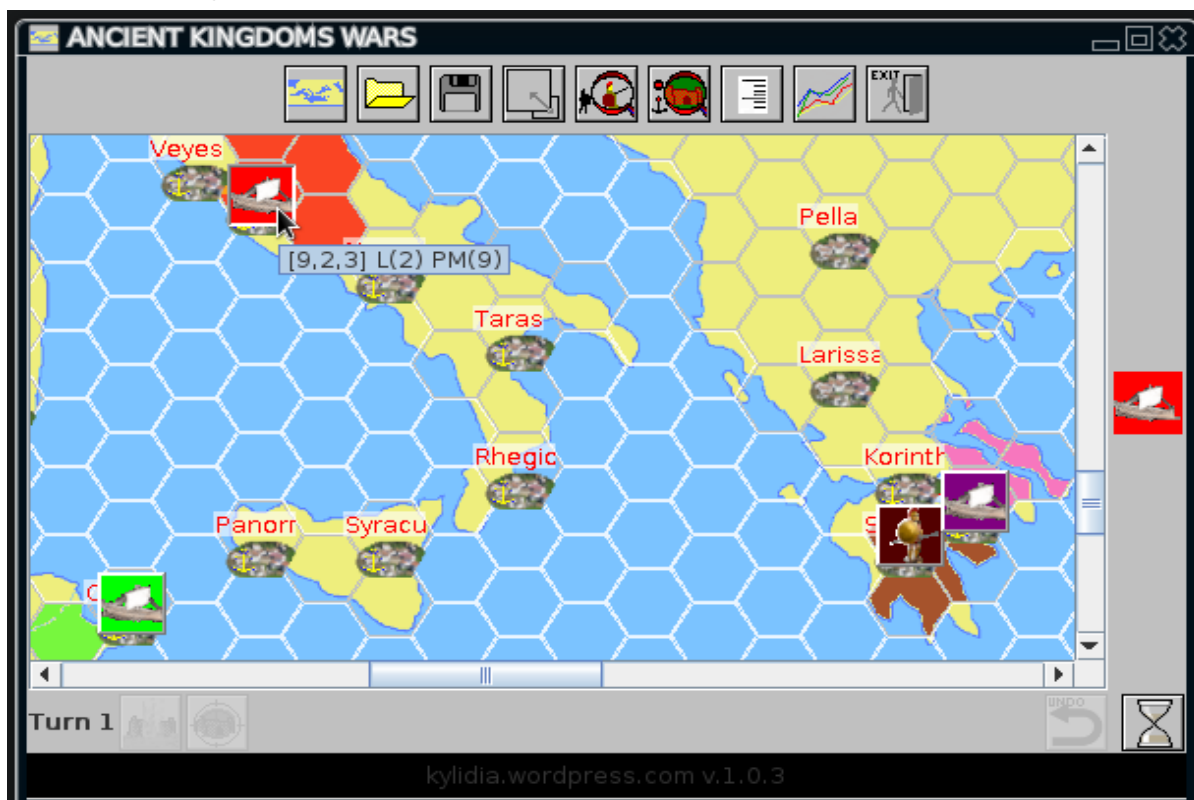 ANCIENT KINGDOMS WARS
EXIT
Veyes
Pella
[9,2,3] L(2) PM(9)
Taras
Larissa
Rhegic
Korinth
Panorr
Syracu
UNDO
Turn 1
kylidia.wordpress.com v.1.0.3